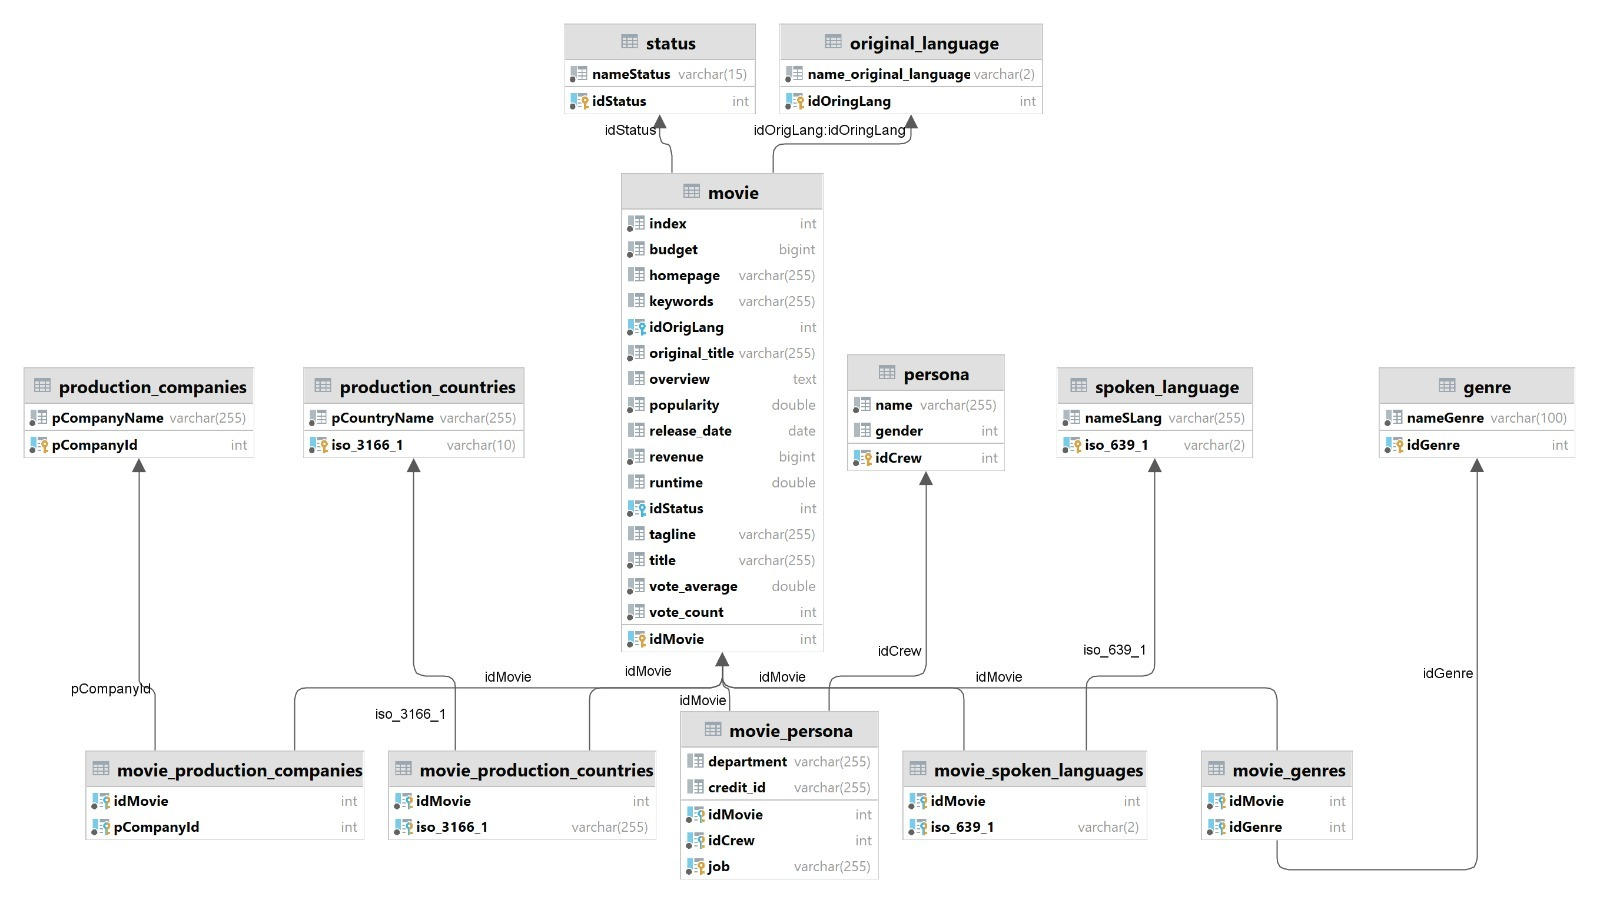 status
nameStatus varchar(15)
idStatus int
original_language
name_original_language varchar(2)
idOringLang int
idStatus
idOrigLang:idOringLang
movie
index int
budget bigint
homepage varchar(255)
keywords varchar(255)
idOrigLang int
original_title varchar(255)
overview text
popularity double
release_date date
revenue bigint
runtime double
idStatus int
tagline varchar(255)
title varchar(255)
vote_average double
vote_count int
idMovie int
production_companies
pCompanyName varchar(255)
pCompanyId int
production_countries
pCountryName varchar(255)
iso_3166_1 varchar(10)
persona
name varchar(255)
gender int
idCrew int
spoken_language
nameSLang varchar(255)
iso_639_1 varchar(2)
genre
nameGenre varchar(100)
idGenre int
pCompanyId
iso_3166_1
idMovie
idMovie
idMovie
idMovie
idMovie
idCrew
iso_639_1
idGenre
movie_production_companies
idMovie int
pCompanyId int
movie_production_countries
idMovie int
iso_3166_1 varchar(255)
movie_persona
department varchar(255)
credit_id varchar(255)
idMovie int
idCrew int
job varchar(255)
movie_spoken_languages
idMovie int
iso_639_1 varchar(2)
movie_genres
idMovie int
idGenre int